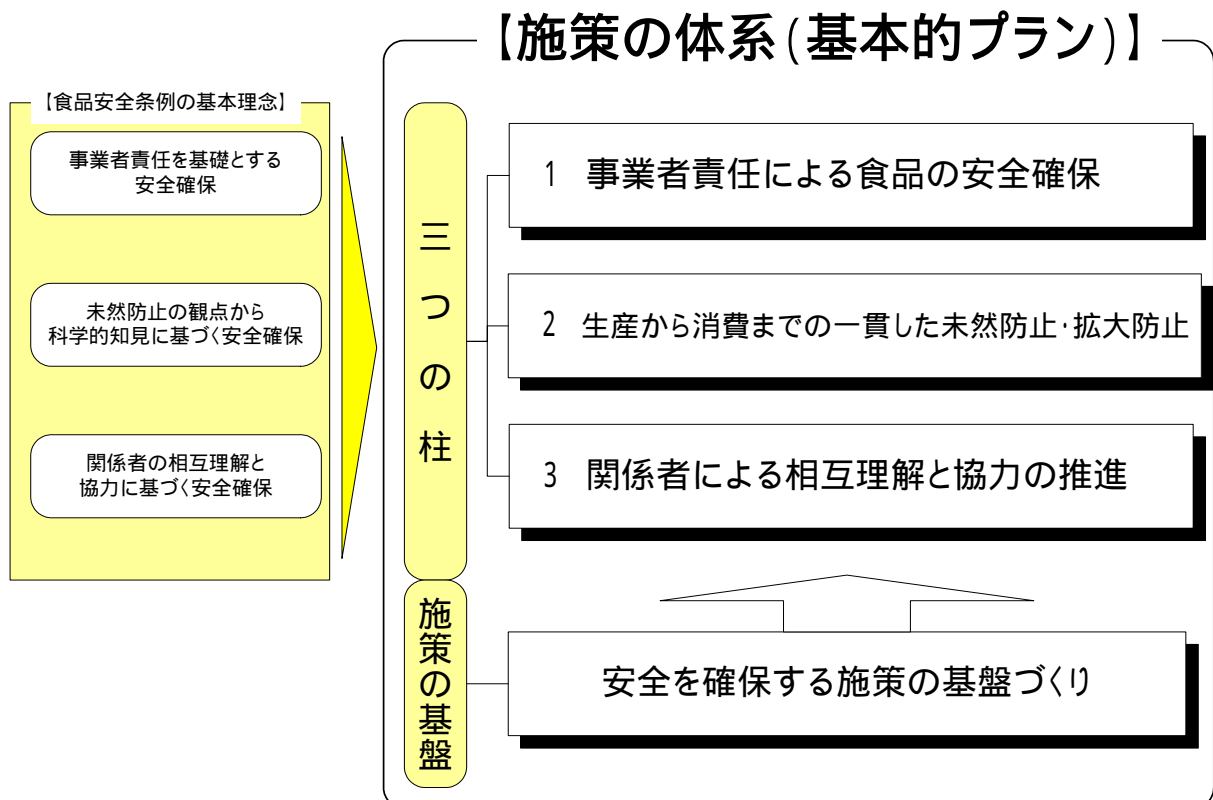 【施策の体系(基本的プラン)】
【食品安全条例の基本理念】
事業者責任を基礎とする
安全確保
未然防止の観点から
科学的知見に基づく安全確保
関係者の相互理解と
協力に基づく安全確保
三つの柱
1 事業者責任による食品の安全確保
2 生産から消費までの一貫した未然防止・拡大防止
3 関係者による相互理解と協力の推進
施策の基盤
安全を確保する施策の基盤づくり